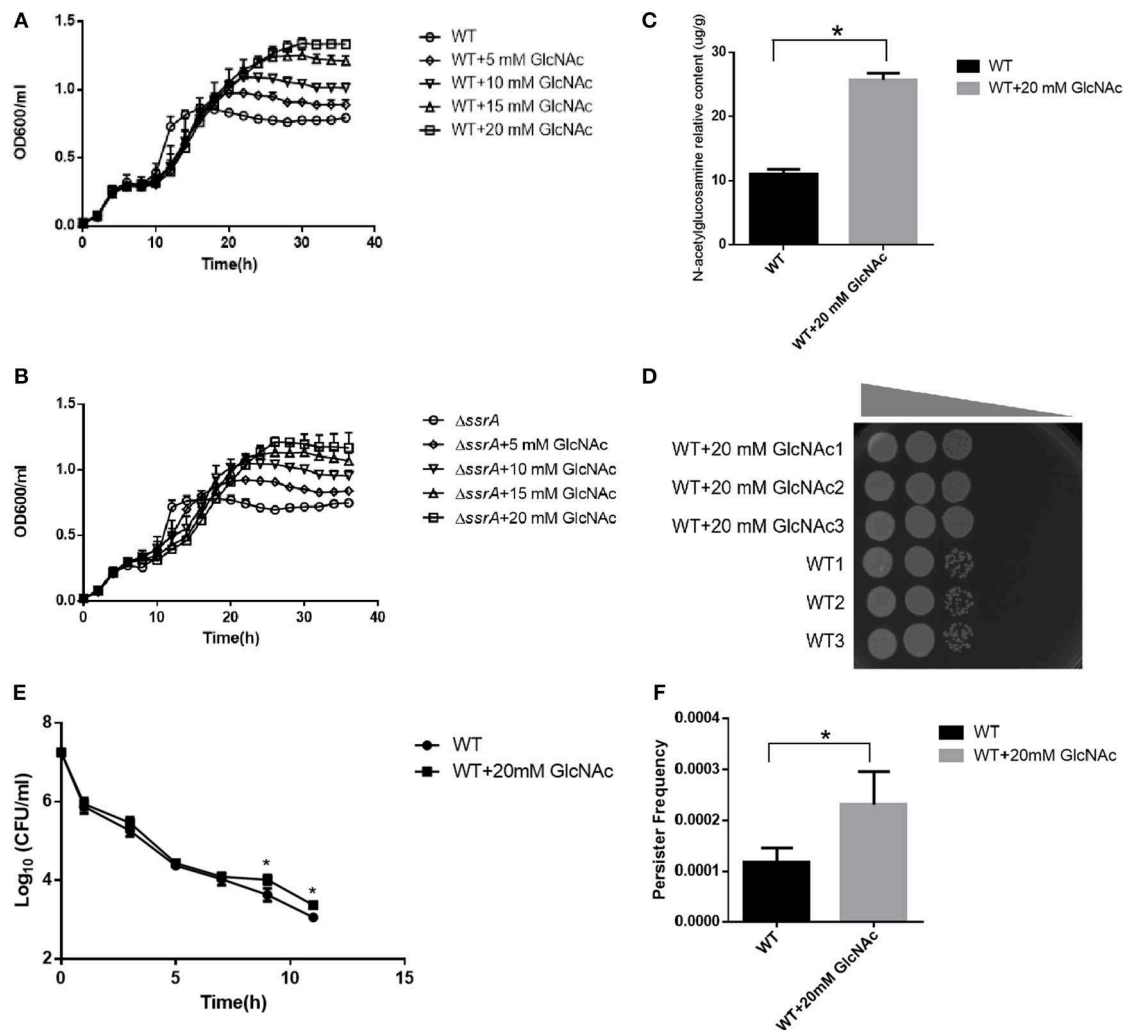 A
OD600/ml
1.5
1.0
0.5
0.0
0 10 20 30 40
Time(h)
WT
WT+5 mM GlcNAc
WT+10 mM GlcNAc
WT+15 mM GlcNAc
WT+20 mM GlcNAc
C
N-acetylglucosamine relative content (ug/g)
30
20
10
0
*
WT
WT+20 mM GlcNAc
WT
WT+20 mM GlcNAc
B
OD600/ml
1.5
1.0
0.5
0.0
0 10 20 30 40
Time(h)
ΔssrA
ΔssrA+5 mM GlcNAc
ΔssrA+10 mM GlcNAc
ΔssrA+15 mM GlcNAc
ΔssrA+20 mM GlcNAc
D
WT+20 mM GlcNAc1
WT+20 mM GlcNAc2
WT+20 mM GlcNAc3
WT1
WT2
WT3
E
Log10 (CFU/ml)
8
6
4
2
0 5 10 15
Time(h)
*
*
WT
WT+20mM GlcNAc
F
Persister Frequency
0.0004
0.0003
0.0002
0.0001
0.0000
*
WT
WT+20mM GlcNAc
WT
WT+20mM GlcNAc